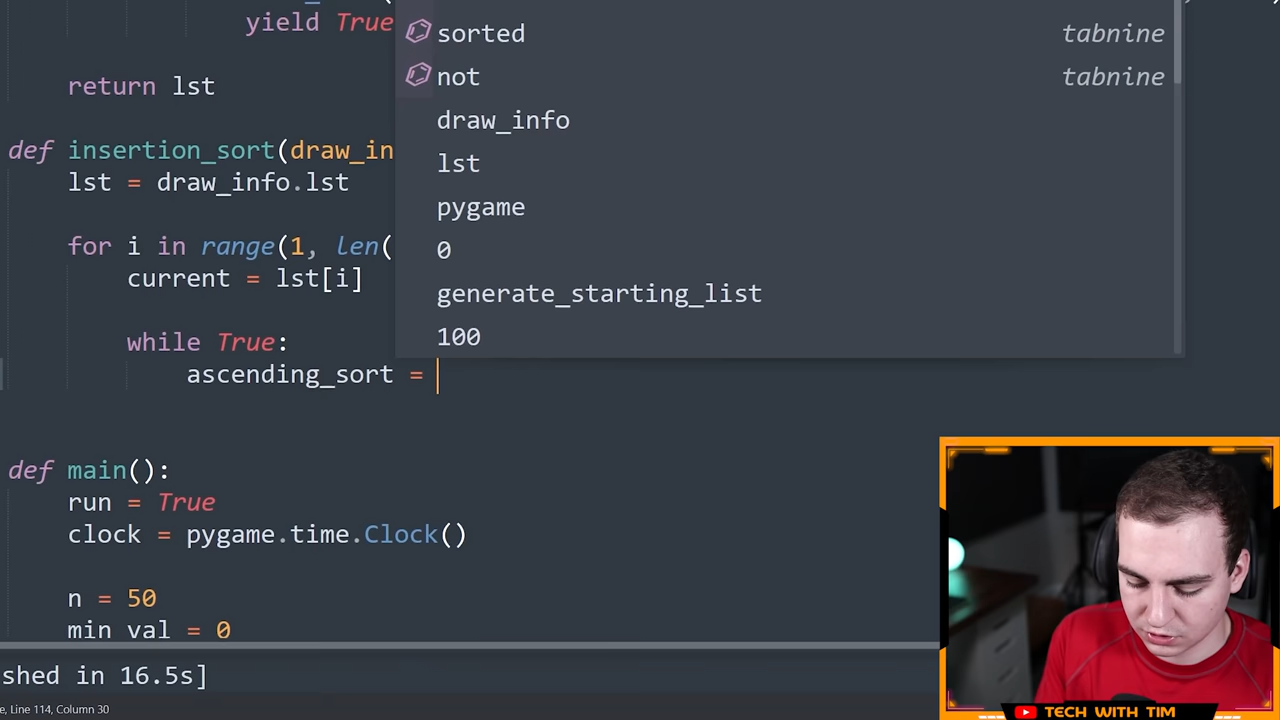 yield True
return lst
def insertion_sort(draw_in
lst = draw_info.lst
for i in range(1, len(
current = lst[i]
while True:
ascending_sort =
sorted tabnine
not tabnine
draw_info
lst
pygame
0
generate_starting_list
100
def main():
run = True
clock = pygame.time.Clock()
n = 50
min_val = 0
shed in 16.5s]
e, Line 114, Column 30
TECH WITH TIM